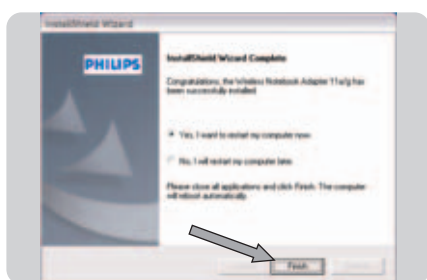 InstallShield Wizard
PHILIPS
InstallShield Wizard Complete
Congratulations, the Wireless Notebook Adapter 11a/g has
been successfully installed.
Yes, I want to restart my computer now.
No, I will restart my computer later.
Please close all applications and click Finish. The computer
will reboot automatically.
Finish